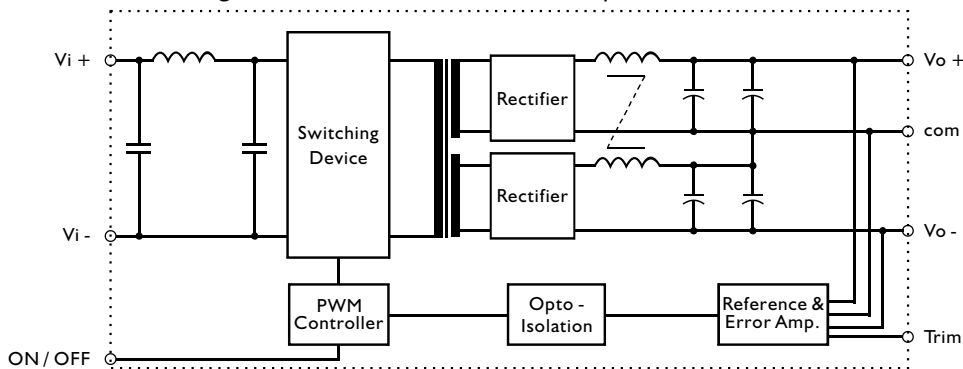 Vi +
Vi -
ON / OFF
Switching
Device
PWM
Controller
Rectifier
Rectifier
Opto -
Isolation
Reference &
Error Amp.
Vo +
com
Vo -
Trim